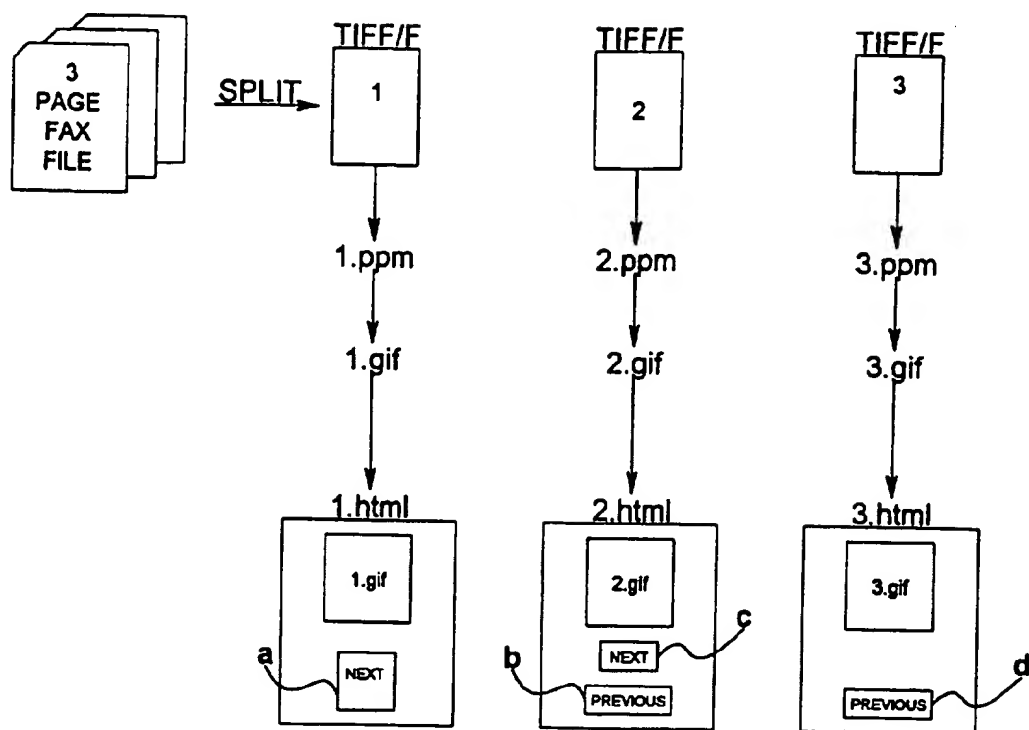 3
PAGE
FAX
FILE
SPLIT
TIFF/F
1
1.ppm
1.gif
1.html
1.gif
NEXT
a
TIFF/F
2
2.ppm
2.gif
2.html
2.gif
NEXT
c
PREVIOUS
b
TIFF/F
3
3.ppm
3.gif
3.html
3.gif
PREVIOUS
d